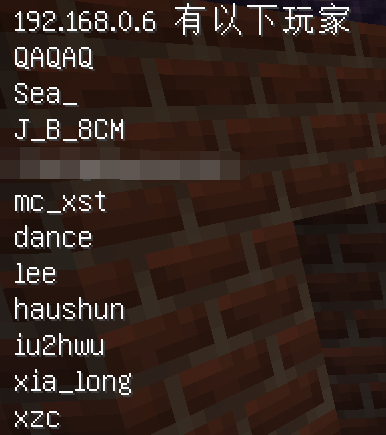 192.168.0.6 有以下玩家
QAQAQ
Sea_
J_B_8CM
mc_xst
dance
lee
haushun
iu2hwu
xia_long
xzc